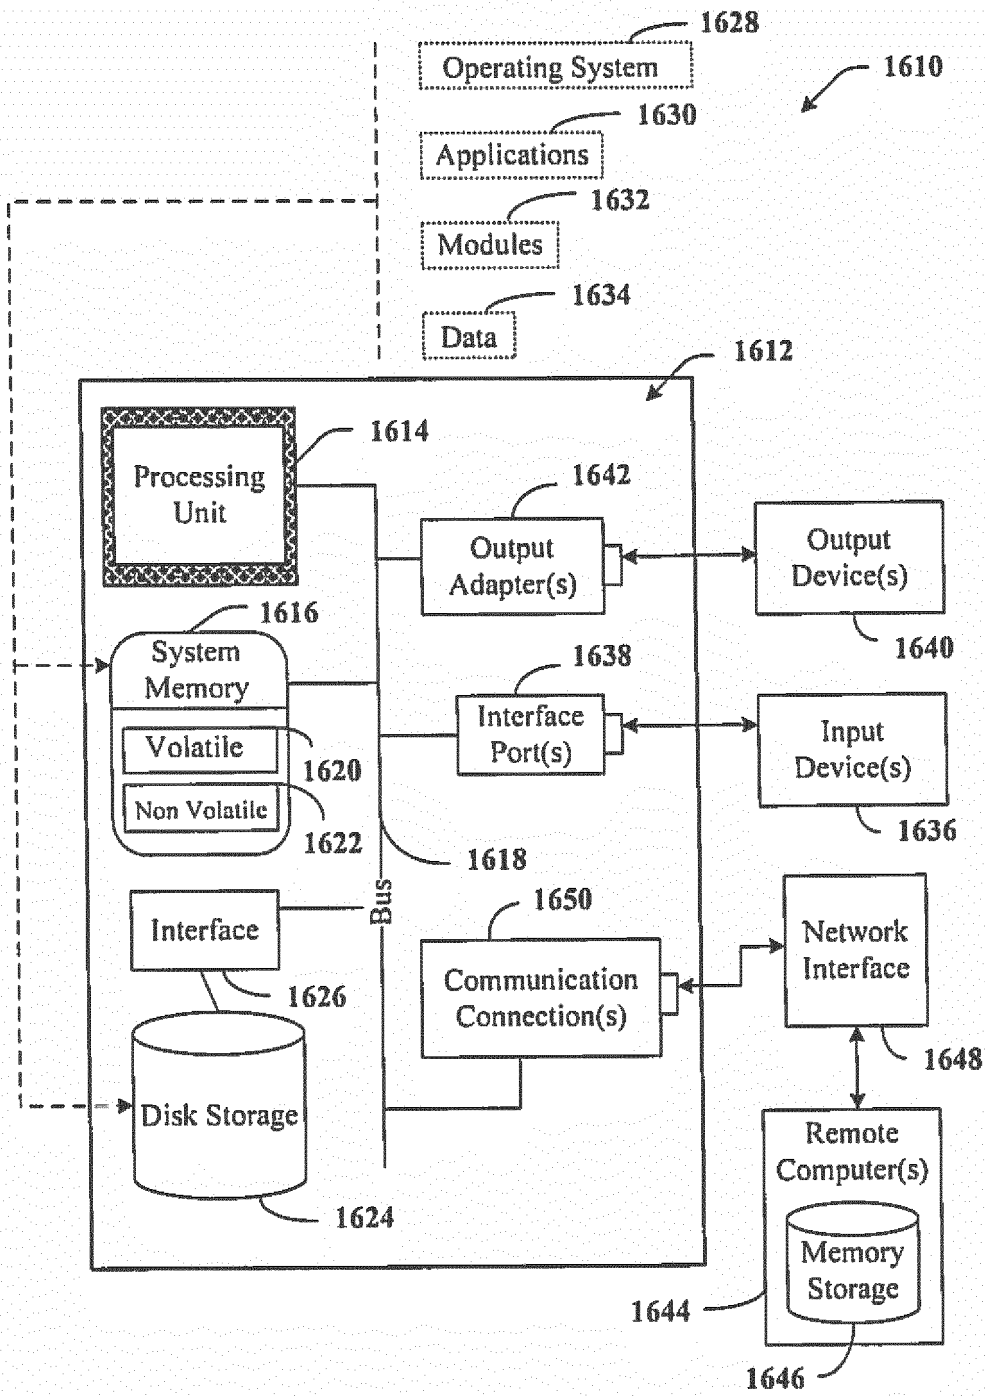 1628
Operating System
1610
1630
Applications
1632
Modules
1634
Data
1612
1614
Processing
Unit
1642
Output
Adapter(s)
Output
Device(s)
1640
1616
System
Memory
Volatile
1620
Non Volatile
1622
1638
Interface
Port(s)
Input
Device(s)
1636
1618
Bus
Interface
1626
1650
Communication
Connection(s)
Network
Interface
1648
Disk Storage
1624
Remote
Computer(s)
Memory
Storage
1644
1646